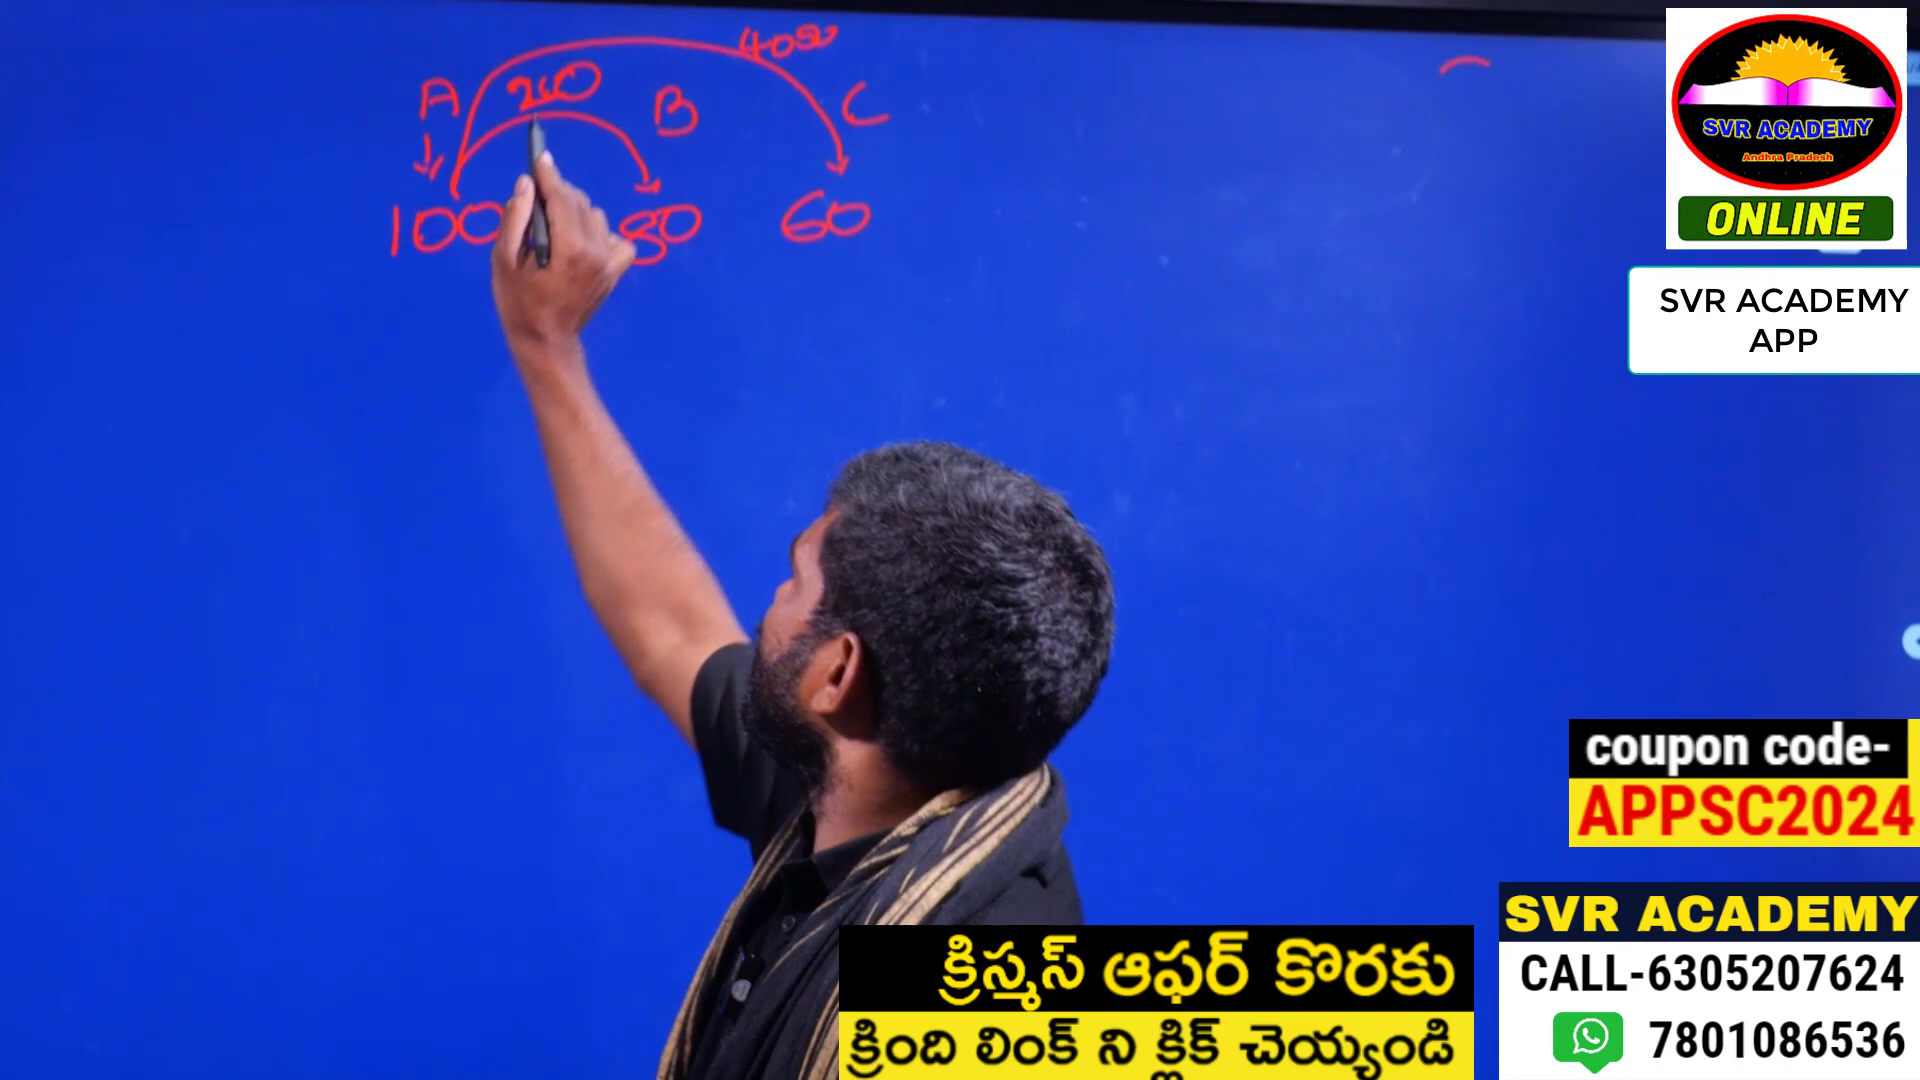 400
A
B
C
100
80
60
SVR ACADEMY
Andhra Pradesh
ONLINE
SVR ACADEMY
APP
coupon code-
APPSC2024
SVR ACADEMY
CALL-6305207624
7801086536
క్రిస్మస్ ఆఫర్ కొరకు
క్రింది లింక్ ని క్లిక్ చెయ్యండి